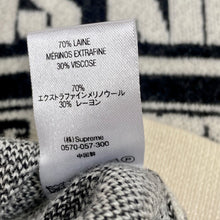 70% LAINE
MÉRINOS EXTRAFINE
30% VISCOSE
70%
エクストラファインメリノウール
30% レーヨン
(株) Supreme
0570-057-300
中国製